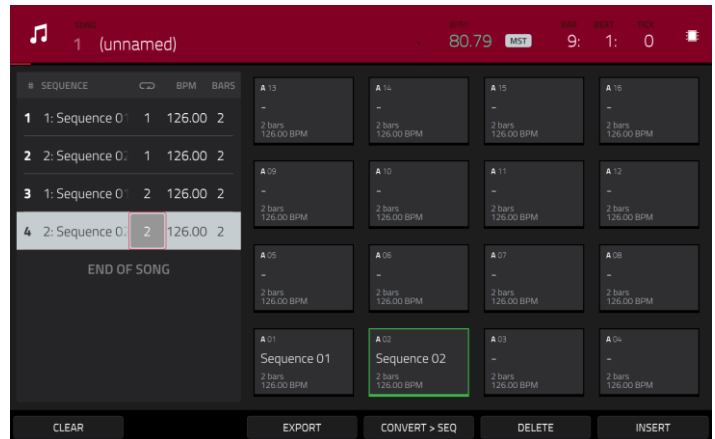 SONG
1 (unnamed)
BPM
80.79 MST
BAR BEAT TICK
9: 1: 0
# SEQUENCE BPM BARS
1 1: Sequence 01 1 126.00 2
2 2: Sequence 02 1 126.00 2
3 1: Sequence 01 2 126.00 2
4 2: Sequence 02 2 126.00 2
END OF SONG
A 13
-
2 bars
126.00 BPM
A 14
-
2 bars
126.00 BPM
A 15
-
2 bars
126.00 BPM
A 16
-
2 bars
126.00 BPM
A 09
-
2 bars
126.00 BPM
A 10
-
2 bars
126.00 BPM
A 11
-
2 bars
126.00 BPM
A 12
-
2 bars
126.00 BPM
A 05
-
2 bars
126.00 BPM
A 06
-
2 bars
126.00 BPM
A 07
-
2 bars
126.00 BPM
A 08
-
2 bars
126.00 BPM
A 01
Sequence 01
2 bars
126.00 BPM
A 02
Sequence 02
2 bars
126.00 BPM
A 03
-
2 bars
126.00 BPM
A 04
-
2 bars
126.00 BPM
CLEAR
EXPORT
CONVERT > SEQ
DELETE
INSERT